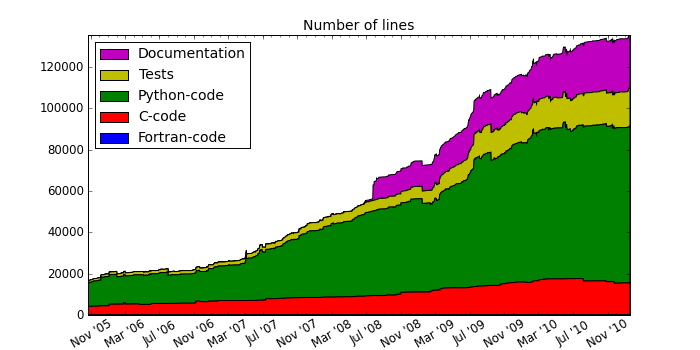 Number of lines
Documentation
Tests
Python-code
C-code
Fortran-code
120000
100000
80000
60000
40000
20000
0
Nov '05
Mar '06
Jul '06
Nov '06
Mar '07
Jul '07
Nov '07
Mar '08
Jul '08
Nov '08
Mar '09
Jul '09
Nov '09
Mar '10
Jul '10
Nov '10